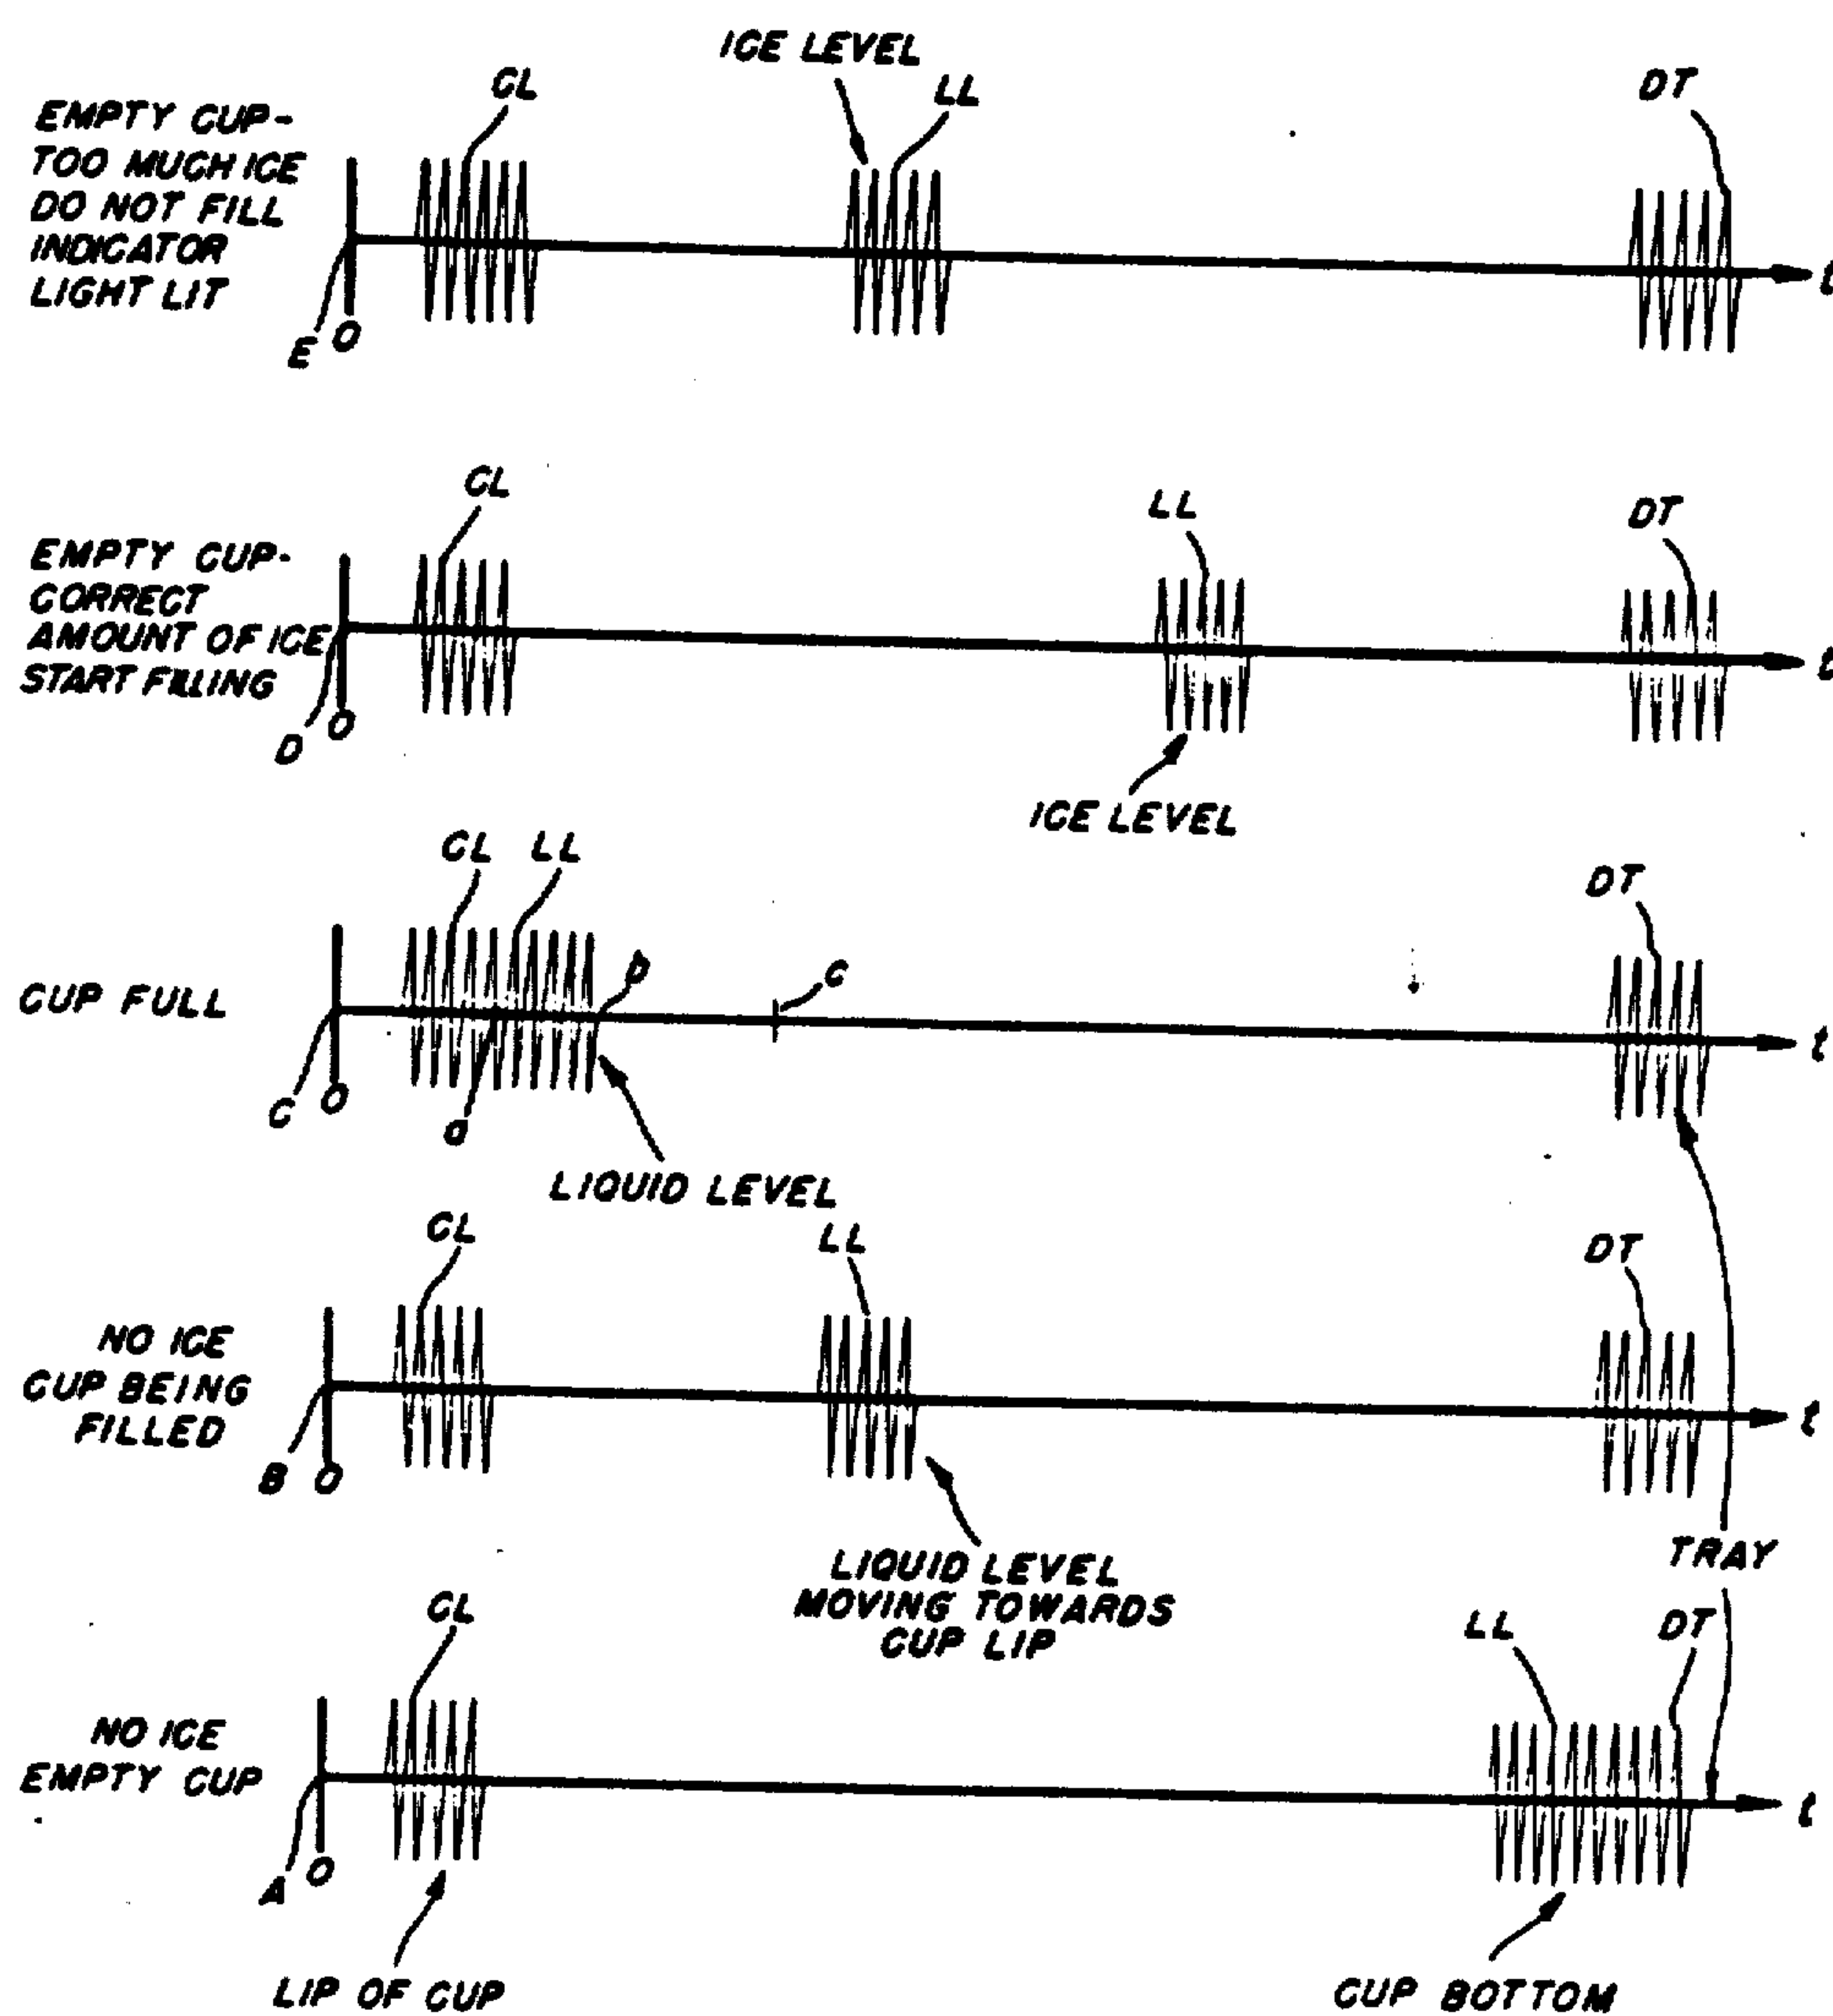 ICE LEVEL
CL
LL
DT
EMPTY CUP-
TOO MUCH ICE
DO NOT FILL
INDICATOR
LIGHT LIT
t
E
O
CL
LL
DT
EMPTY CUP-
CORRECT
AMOUNT OF ICE
START FILLING
t
D
O
ICE LEVEL
CL
LL
DT
CUP FULL
D
C
t
C
O
LIQUID LEVEL
CL
LL
DT
NO ICE
CUP BEING
FILLED
t
B
O
LIQUID LEVEL
MOVING TOWARDS
CUP LIP
TRAY
CL
LL
DT
NO ICE
EMPTY CUP
t
A
O
LIP OF CUP
CUP BOTTOM